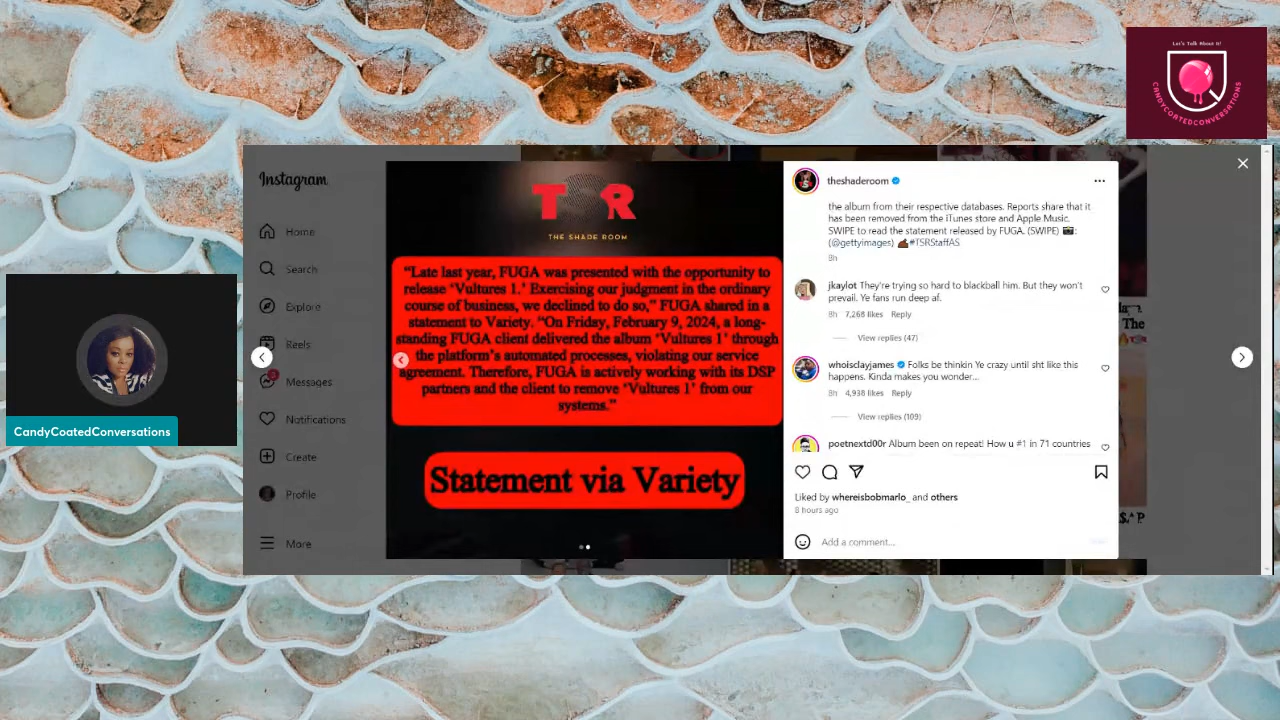 Let's Talk About It!
CANDYCOATEDCONVERSATIONS
Instagram
Home
Search
Explore
Reels
Messages
Notifications
Create
Profile
More
CandyCoatedConversations
TSR
THE SHADE ROOM
“Late last year, FUGA was presented with the opportunity to
release ‘Vultures 1.’ Exercising our judgment in the ordinary
course of business, we declined to do so,” FUGA shared in a
statement to Variety. “On Friday, February 9, 2024, a long-
standing FUGA client delivered the album ‘Vultures 1’ through
the platform’s automated processes, violating our service
agreement. Therefore, FUGA is actively working with its DSP
partners and the client to remove ‘Vultures 1’ from our
systems.”
Statement via Variety
theshaderoom
the album from their respective databases. Reports share that it
has been removed from the iTunes store and Apple Music.
SWIPE to read the statement released by FUGA. (SWIPE) 📸:
(@gettyimages) ✍🏾#TSRStaffAS
8h
jkaylot They're trying so hard to blackball him. But they won't
prevail. Ye fans run deep af.
8h 7,268 likes Reply
View replies (47)
whoisclayjames Folks be thinkin Ye crazy until sht like this
happens. Kinda makes you wonder...
8h 4,938 likes Reply
View replies (109)
poetnextd00r Album been on repeat! How u #1 in 71 countries
Liked by whereisbobmarlo_ and others
8 hours ago
Add a comment...
The